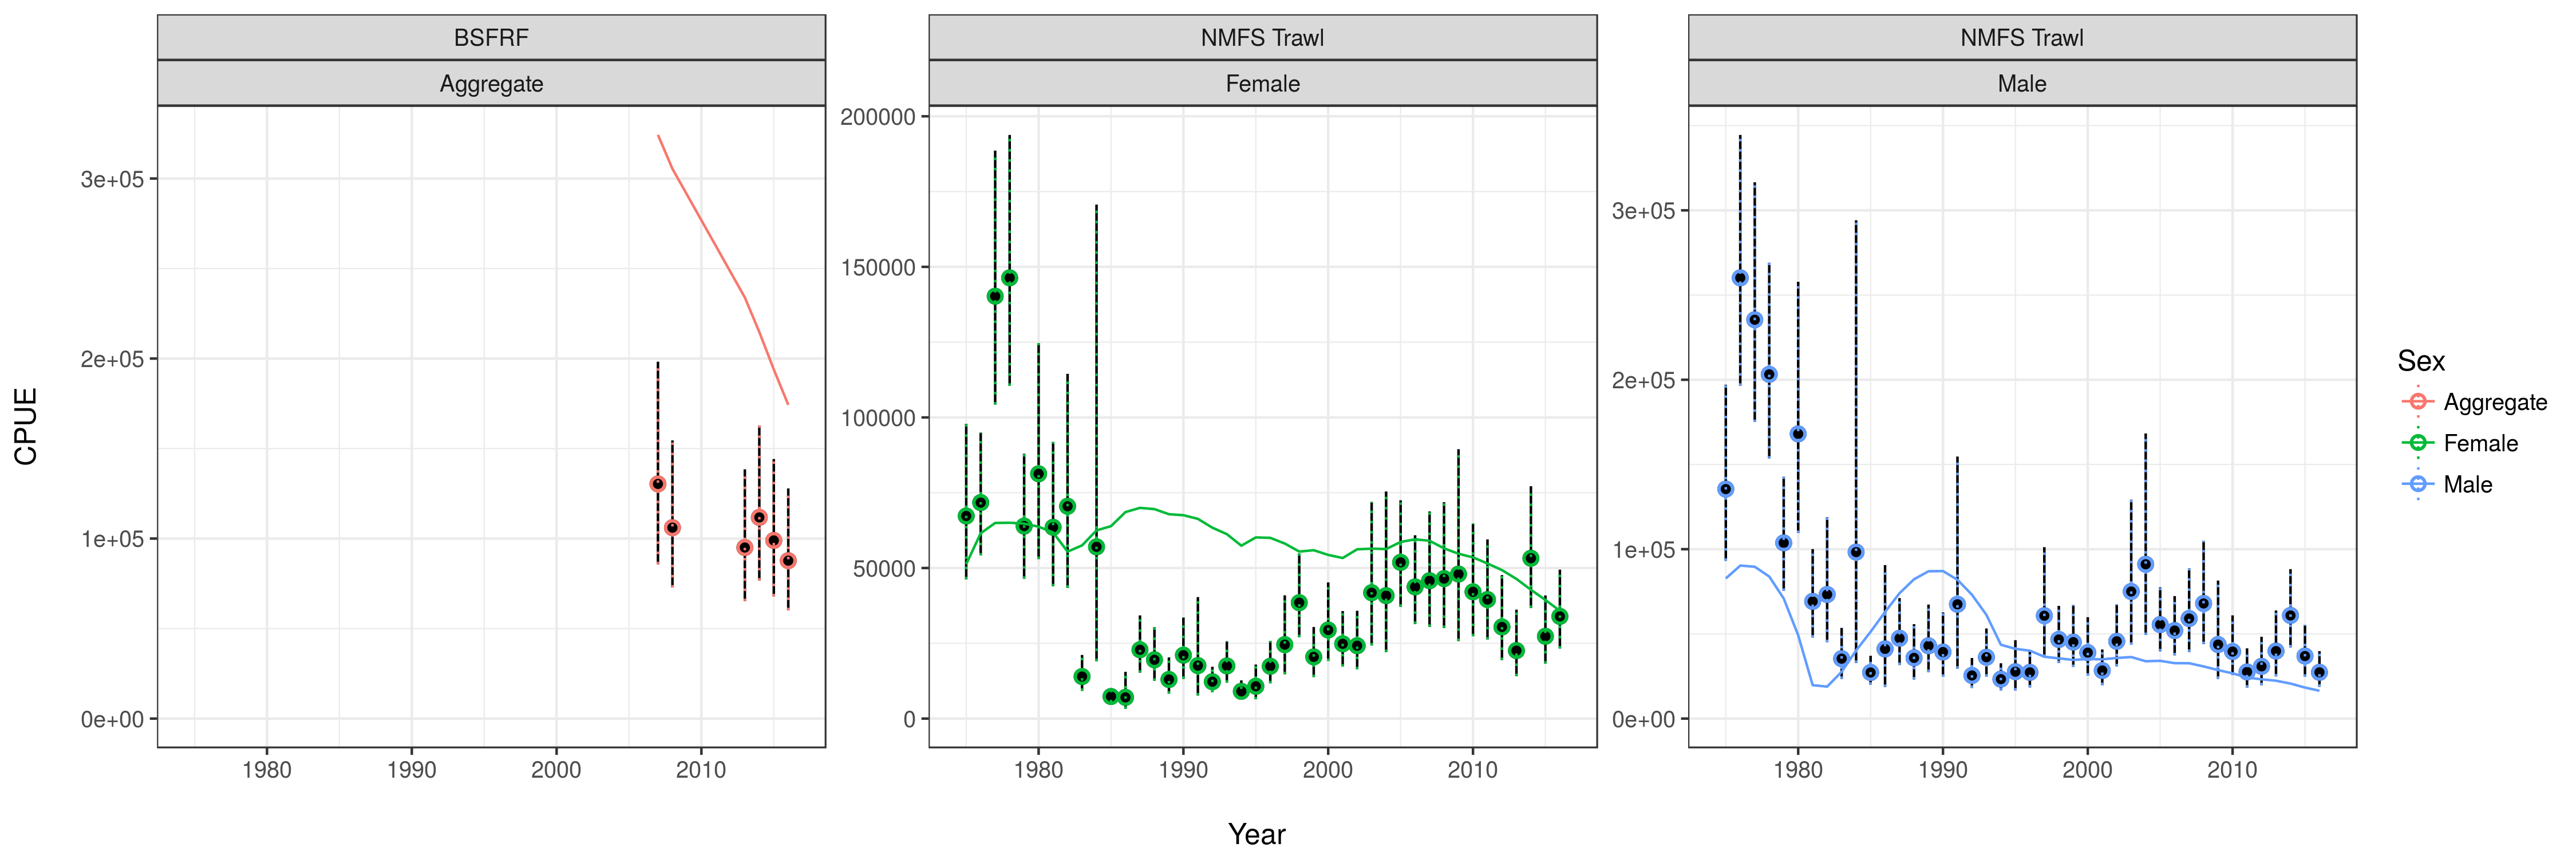 BSFRF
NMFS Trawl
NMFS Trawl
Aggregate
Female
Male
CPUE
3e+05
2e+05
1e+05
0e+00
200000
150000
100000
50000
0
3e+05
2e+05
1e+05
0e+00
1980
1990
2000
2010
1980
1990
2000
2010
1980
1990
2000
2010
Year
Sex
Aggregate
Female
Male